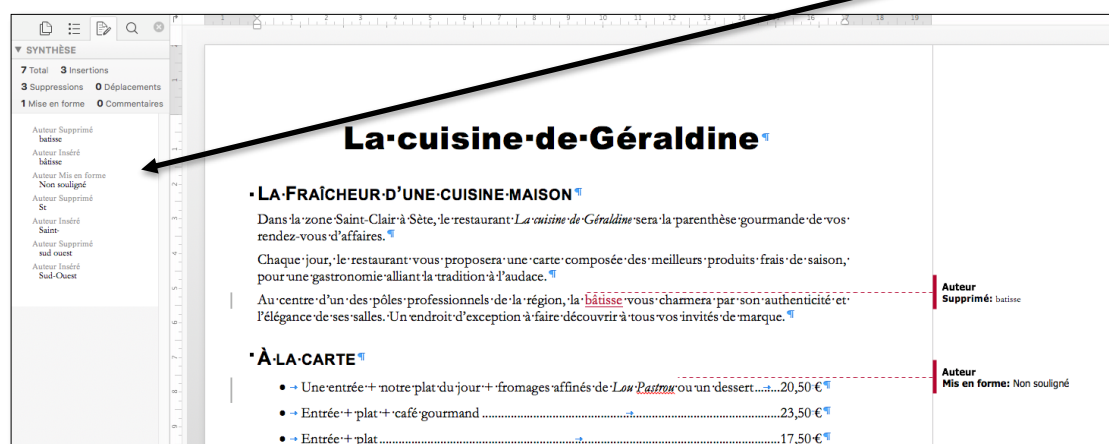 SYNTHÈSE
7 Total 3 Insertions
3 Suppressions 0 Déplacements
1 Mise en forme 0 Commentaires
Auteur Supprimé
batisse
Auteur Inséré
bâtisse
Auteur Mis en forme
Non souligné
Auteur Supprimé
St
Auteur Inséré
Saint-
Auteur Supprimé
sud ouest
Auteur Inséré
Sud-Ouest
La·cuisine·de·Géraldine¶
LA·FRAÎCHEUR·D’UNE·CUISINE·MAISON¶
Dans·la·zone·Saint-Clair·à·Sète,·le·restaurant·La·cuisine·de·Géraldine·sera·la·parenthèse·gourmande·de·vos·
rendez-vous·d’affaires.¶
Chaque·jour,·le·restaurant·vous·proposera·une·carte·composée·des·meilleurs·produits·frais·de·saison,·
pour·une·gastronomie·alliant·la·tradition·à·l’audace.¶
Au·centre·d’un·des·pôles·professionnels·de·la·région,·la·bâtisse·vous·charmera·par·son·authenticité·et·
l’élégance·de·ses·salles.·Un·endroit·d’exception·à·faire·découvrir·à·tous·vos·invités·de·marque.¶
Auteur
Supprimé: batisse
À·LA·CARTE¶
• → Une·entrée·+·notre·plat·du·jour·+·fromages·affinés·de·Lou·Pastrou·ou·un·dessert......→...20,50·€¶
Auteur
Mis en forme: Non souligné
• → Entrée·+·plat·+·café·gourmand......→......23,50·€¶
• → Entrée·+·plat......→......17,50·€¶